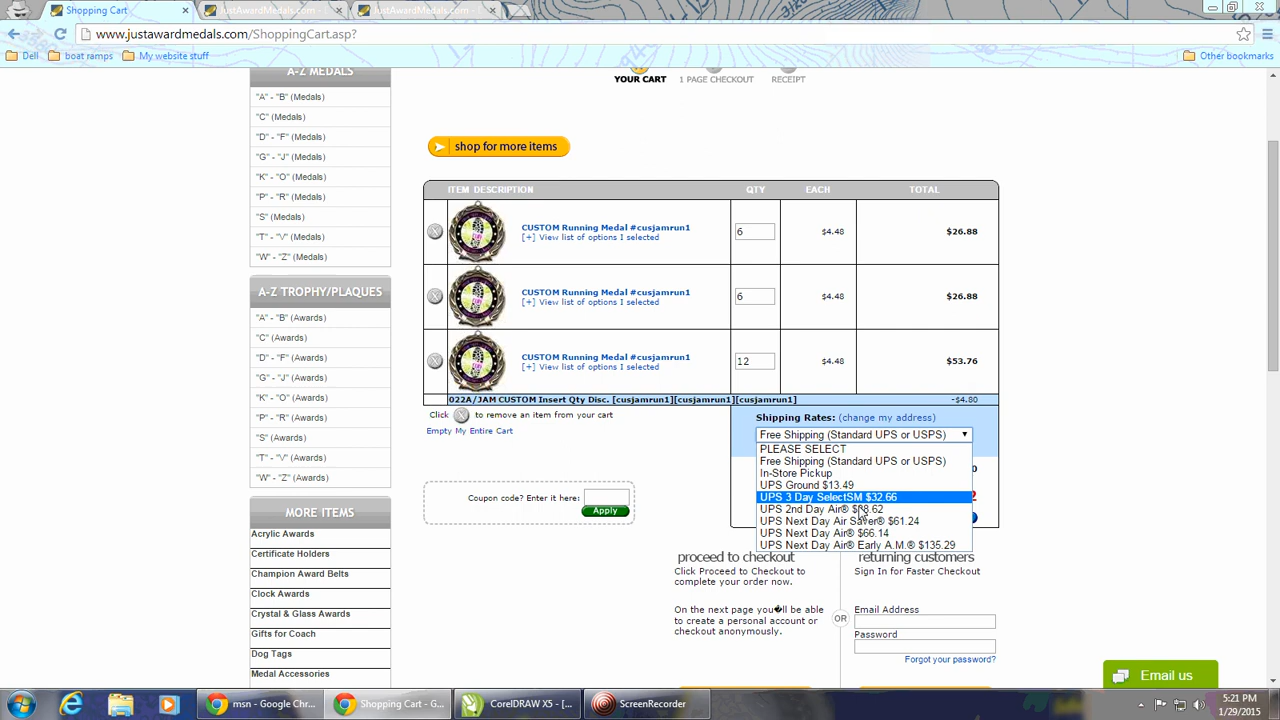 Shopping Cart
JustAwardMedals.com -
JustAwardMedals.com -
www.justawardmedals.com/ShoppingCart.asp?
Dell
boat ramps
My website stuff
Other bookmarks
A-Z MEDALS
"A" - "B" (Medals)
"C" (Medals)
"D" - "F" (Medals)
"G" - "J" (Medals)
"K" - "O" (Medals)
"P" - "R" (Medals)
"S" (Medals)
"T" - "V" (Medals)
"W" - "Z" (Medals)
A-Z TROPHY/PLAQUES
"A" - "B" (Awards)
"C" (Awards)
"D" - "F" (Awards)
"G" - "J" (Awards)
"K" - "O" (Awards)
"P" - "R" (Awards)
"S" (Awards)
"T" - "V" (Awards)
"W" - "Z" (Awards)
MORE ITEMS
Acrylic Awards
Certificate Holders
Champion Award Belts
Clock Awards
Crystal & Glass Awards
Gifts for Coach
Dog Tags
Medal Accessories
YOUR CART
1 PAGE CHECKOUT
RECEIPT
shop for more items
ITEM DESCRIPTION QTY EACH TOTAL
CUSTOM Running Medal #cusjamrun1
[+] View list of options I selected
6 $4.48 $26.88
CUSTOM Running Medal #cusjamrun1
[+] View list of options I selected
6 $4.48 $26.88
CUSTOM Running Medal #cusjamrun1
[+] View list of options I selected
12 $4.48 $53.76
022A/JAM CUSTOM Insert Qty Disc. [cusjamrun1][cusjamrun1][cusjamrun1] -$4.80
Click X to remove an item from your cart
Empty My Entire Cart
Shipping Rates: (change my address)
Free Shipping (Standard UPS or USPS)
PLEASE SELECT
Free Shipping (Standard UPS or USPS)
In-Store Pickup
UPS Ground $13.49
UPS 3 Day SelectSM $32.66
UPS 2nd Day Air®
UPS Next Day Air Saver® $61.24
UPS Next Day Air® $66.14
UPS Next Day Air® Early A.M.® $135.29
Coupon code? Enter it here:
Apply
proceed to checkout
Click Proceed to Checkout to
complete your order now.
On the next page you�ll be able
to create a personal account or
checkout anonymously.
OR
returning customers
Sign In for Faster Checkout
Email Address
Password
Forgot your password?
Email us
msn - Google Chr...
Shopping Cart - G...
CorelDRAW X5 - [...
ScreenRecorder
5:21 PM
1/29/2015